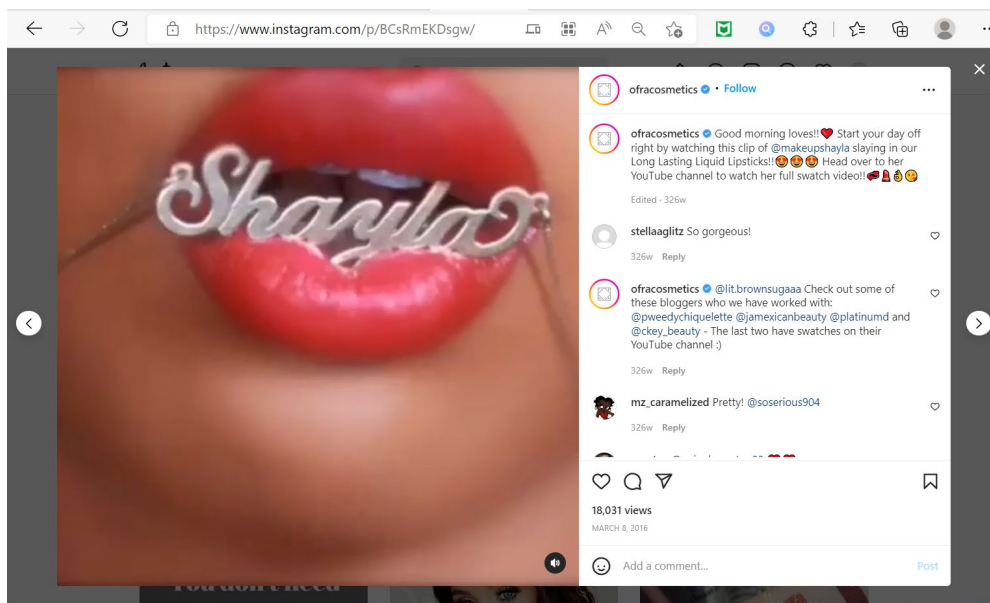 https://www.instagram.com/p/BCsRmEKDsgw/
Shayla
ofracosmetics • Follow
ofracosmetics Good morning loves!!❤️ Start your day off
right by watching this clip of @makeupshayla slaying in our
Long Lasting Liquid Lipsticks!!😍😍😍 Head over to her
YouTube channel to watch her full swatch video!!
Edited · 326w
stellaaglitz So gorgeous!
326w Reply
ofracosmetics @lit.brownsugaaa Check out some of
these bloggers who we have worked with:
@pweedychiquelette @jamexicanbeauty @platinumd and
@ckey_beauty - The last two have swatches on their
YouTube channel :)
326w Reply
mz_caramelized Pretty! @soserious904
326w Reply
18,031 views
MARCH 8, 2016
Add a comment... Post
You don't need